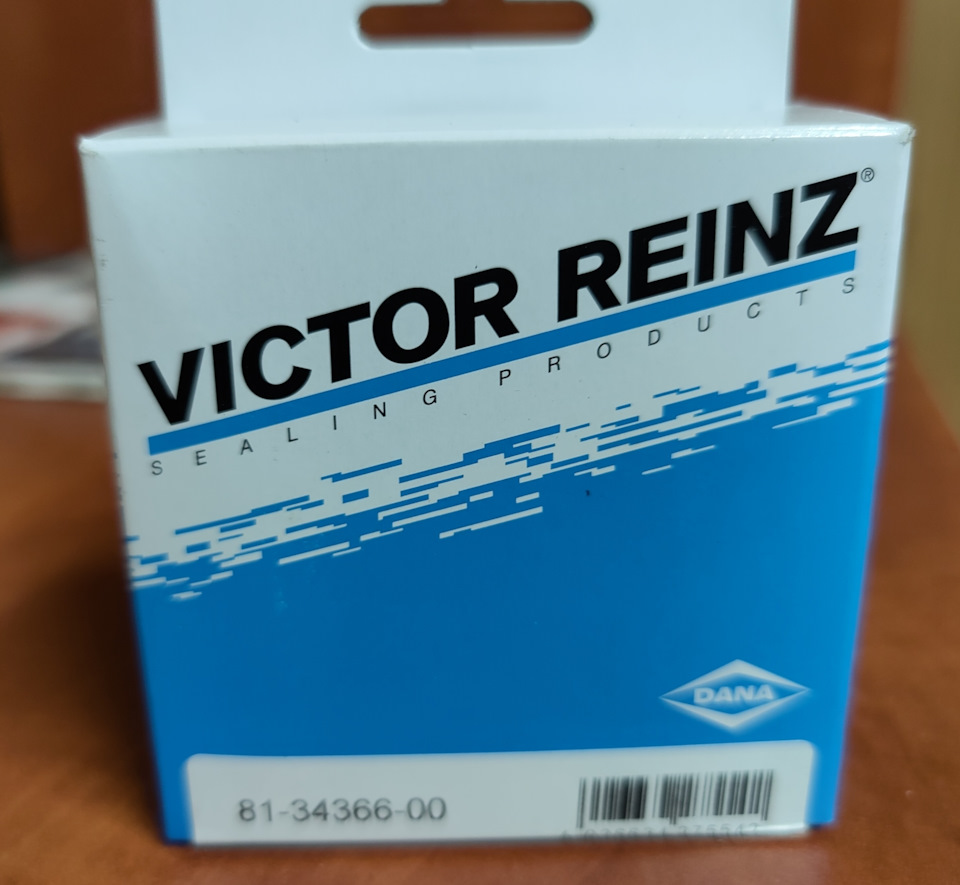 VICTOR REINZ®
SEALING PRODUCTS
DANA
81-34366-00